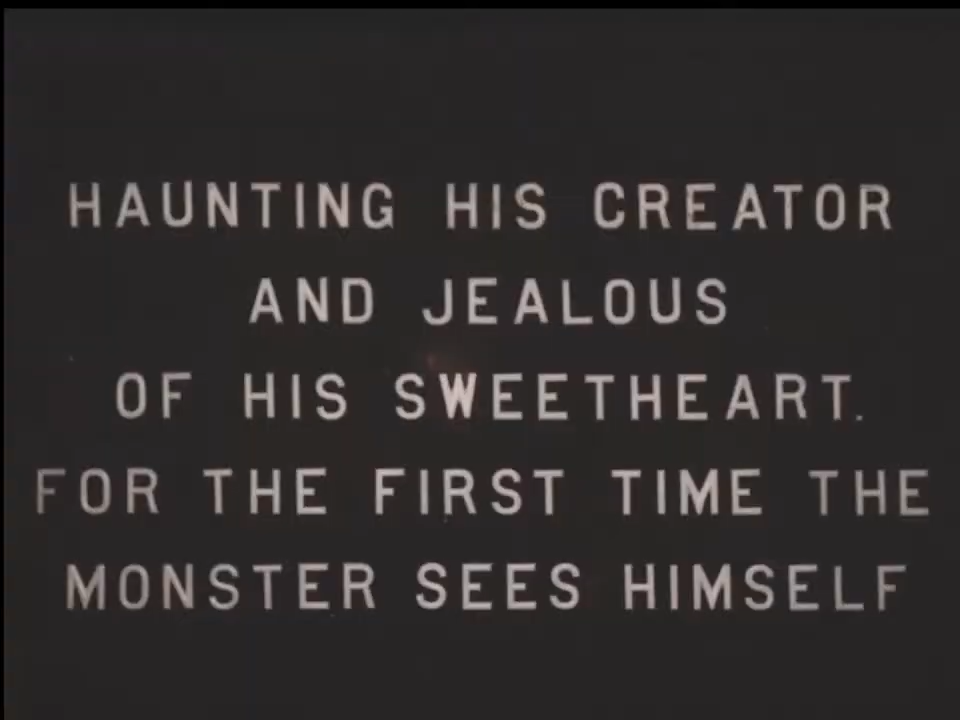 HAUNTING HIS CREATOR
AND JEALOUS
OF HIS SWEETHEART.
FOR THE FIRST TIME THE
MONSTER SEES HIMSELF